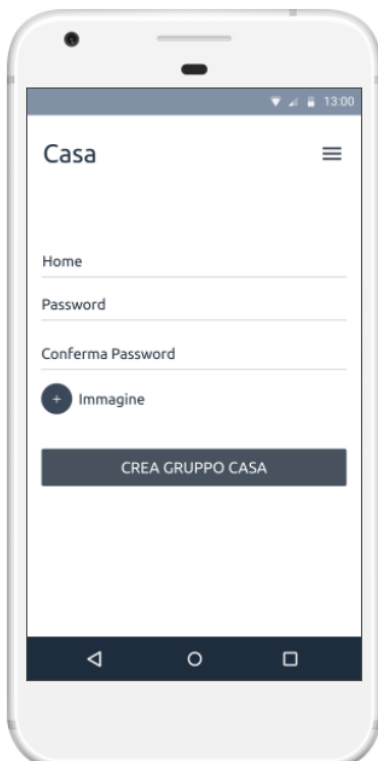 13:00
Casa
Home
Password
Conferma Password
+ Immagine
CREA GRUPPO CASA